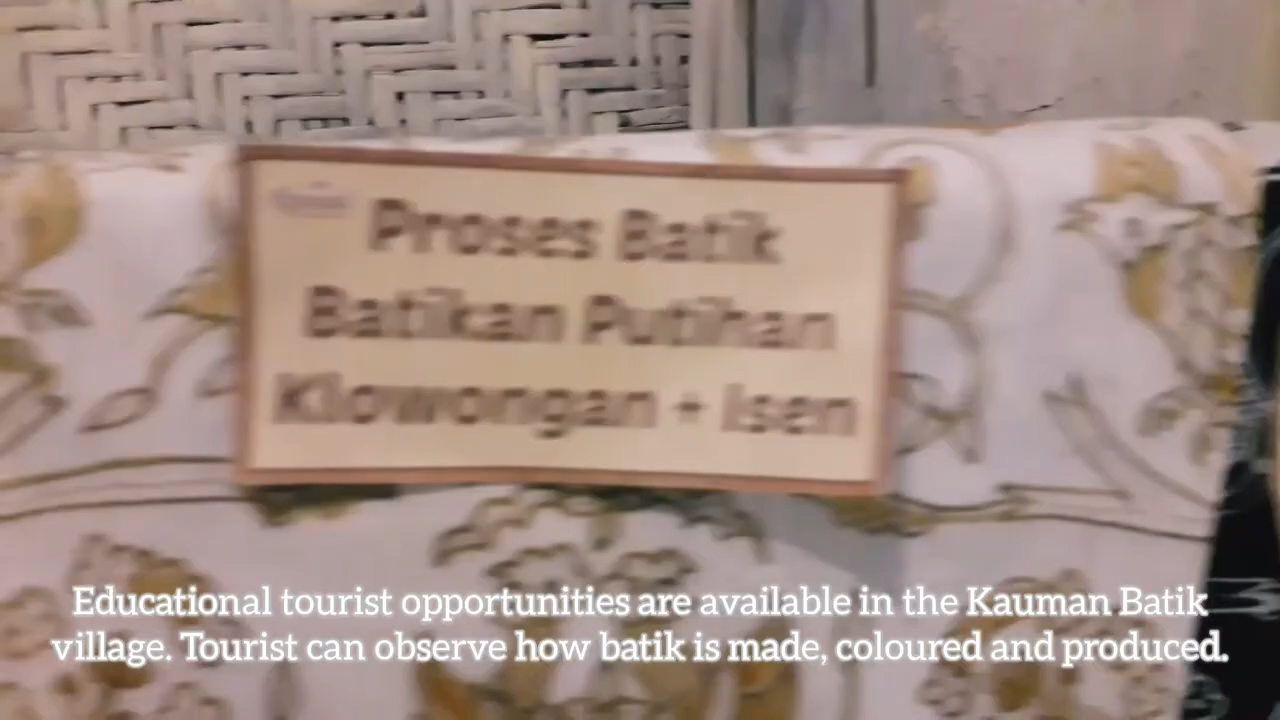 Proses Batik
Batikan Putihan
Klowongan + Isen
Educational tourist opportunities are available in the Kauman Batik
village. Tourist can observe how batik is made, coloured and produced.